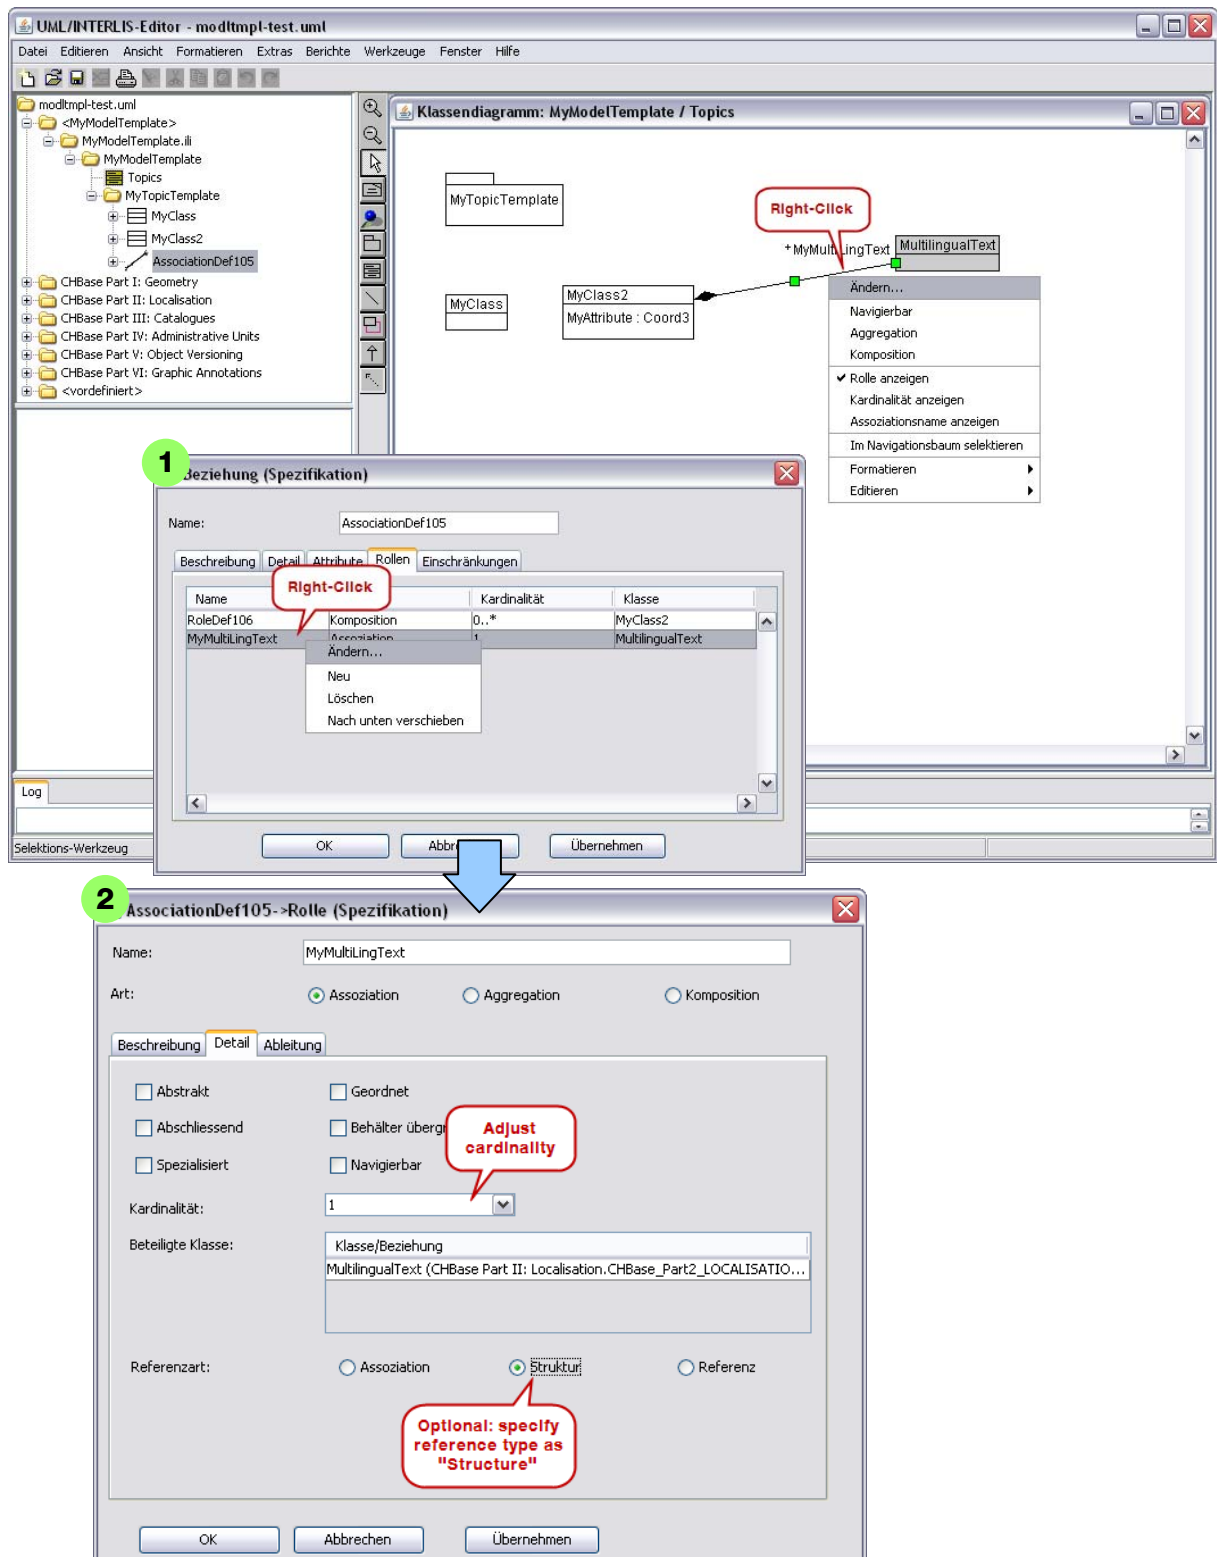 UML/INTERLIS-Editor - modltmpl-test.uml
Datei Editieren Ansicht Formatieren Extras Berichte Werkzeuge Fenster Hilfe
modltmpl-test.uml
<MyModelTemplate>
MyModelTemplate.ili
MyModelTemplate
Topics
MyTopicTemplate
MyClass
MyClass2
AssociationDef105
CHBase Part I: Geometry
CHBase Part II: Localisation
CHBase Part III: Catalogues
CHBase Part IV: Administrative Units
CHBase Part V: Object Versioning
CHBase Part VI: Graphic Annotations
<vordefiniert>
Klassendiagramm: MyModelTemplate / Topics
MyTopicTemplate
Right-Click
MultilingualText
MyClass
MyClass2
MyAttribute : Coord3
Ändern...
Navigierbar
Aggregation
Komposition
Rolle anzeigen
Kardinalität anzeigen
Assoziationsname anzeigen
Im Navigationsbaum selektieren
Formatieren
Editieren
Log
Selektions-Werkzeug
1
Beziehung (Spezifikation)
Name: AssociationDef105
Beschreibung Detail Attribute Rollen Einschränkungen
Right-Click
Name Kardinalität Klasse
RoleDef106 Komposition 0..* MyClass2
MyMultiLingText Assoziation 1 MultilingualText
Ändern...
Neu
Löschen
Nach unten verschieben
OK Übernehmen
2
AssociationDef105->Rolle (Spezifikation)
Name: MyMultiLingText
Art: Assoziation Aggregation Komposition
Beschreibung Detail Ableitung
Abstrakt Geordnet
Abschliessend Behälter übergr
Adjust
cardinality
Spezialisiert Navigierbar
Kardinalität: 1
Beteiligte Klasse: Klasse/Beziehung
MultilingualText (CHBase Part II: Localisation.CHBase_Part2_LOCALISATIO...
Referenzart: Assoziation Struktur Referenz
Optional: specify
reference type as
"Structure"
OK Abbrechen Übernehmen